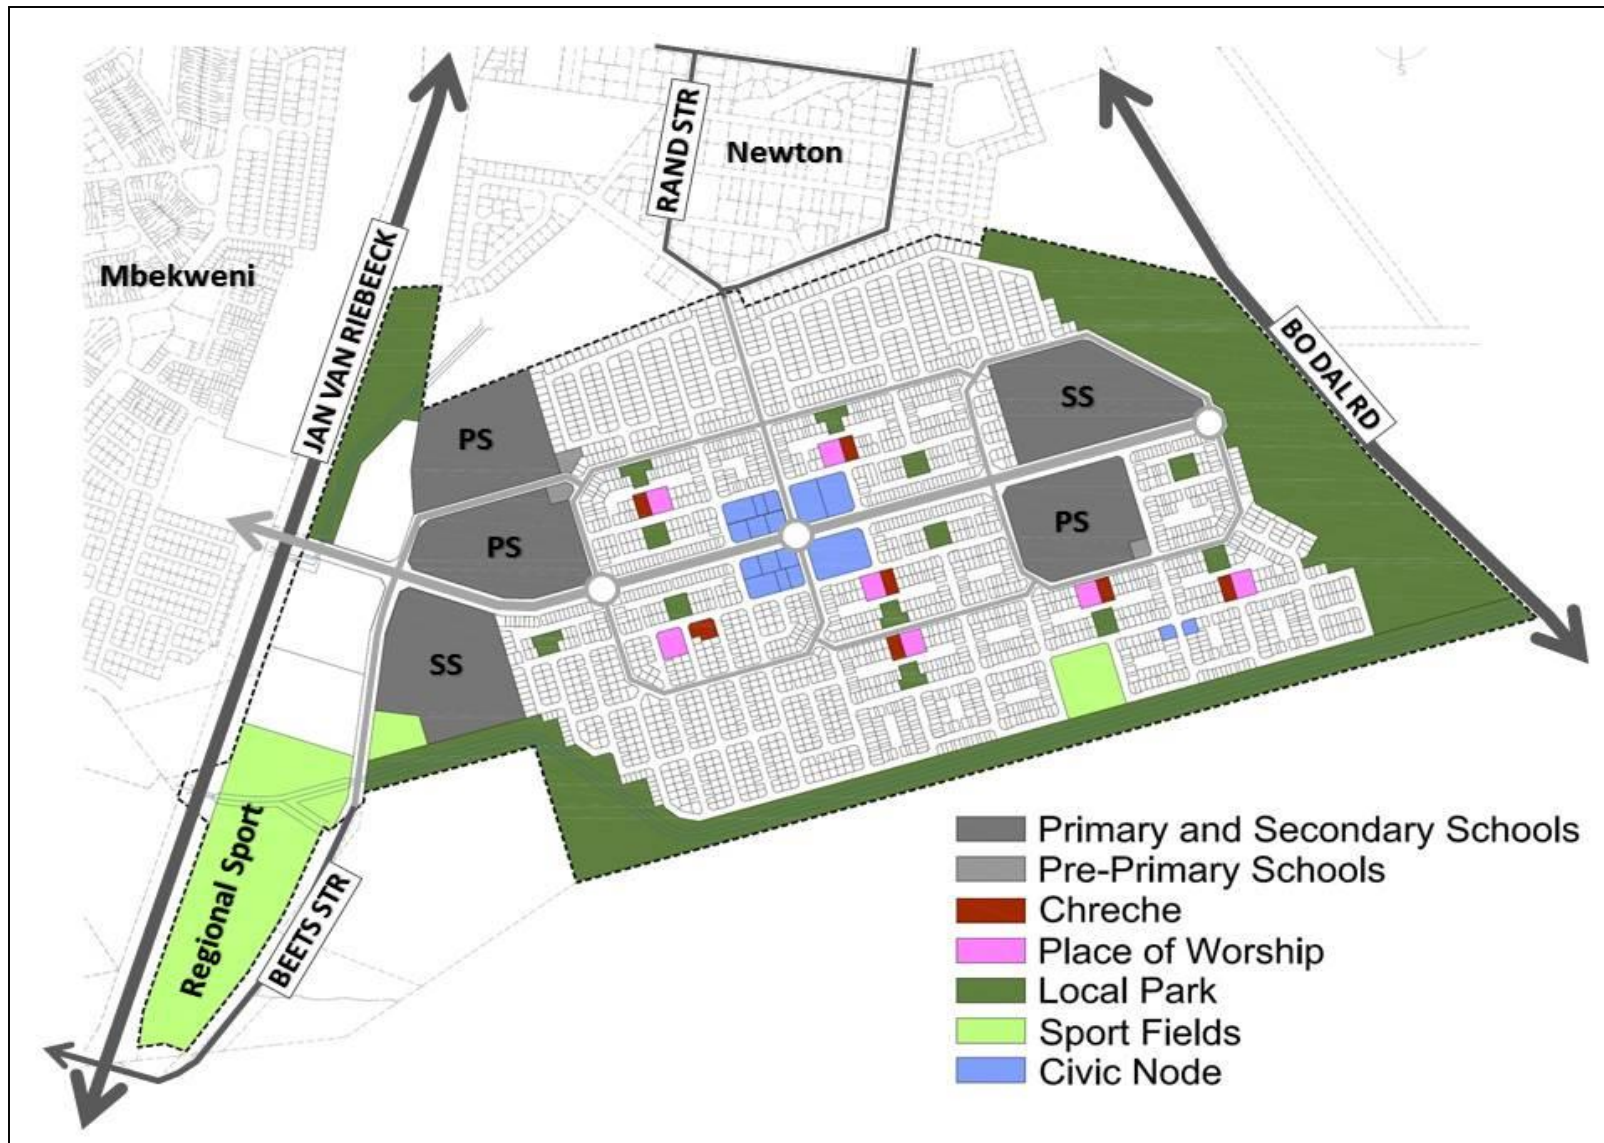 S
RAND STR
Newton
Mbekweni
JAN VAN RIEBEECK
BO DAL RD
SS
PS
PS
PS
SS
Regional Sport
BEETS STR
Primary and Secondary Schools
Pre-Primary Schools
Chreche
Place of Worship
Local Park
Sport Fields
Civic Node